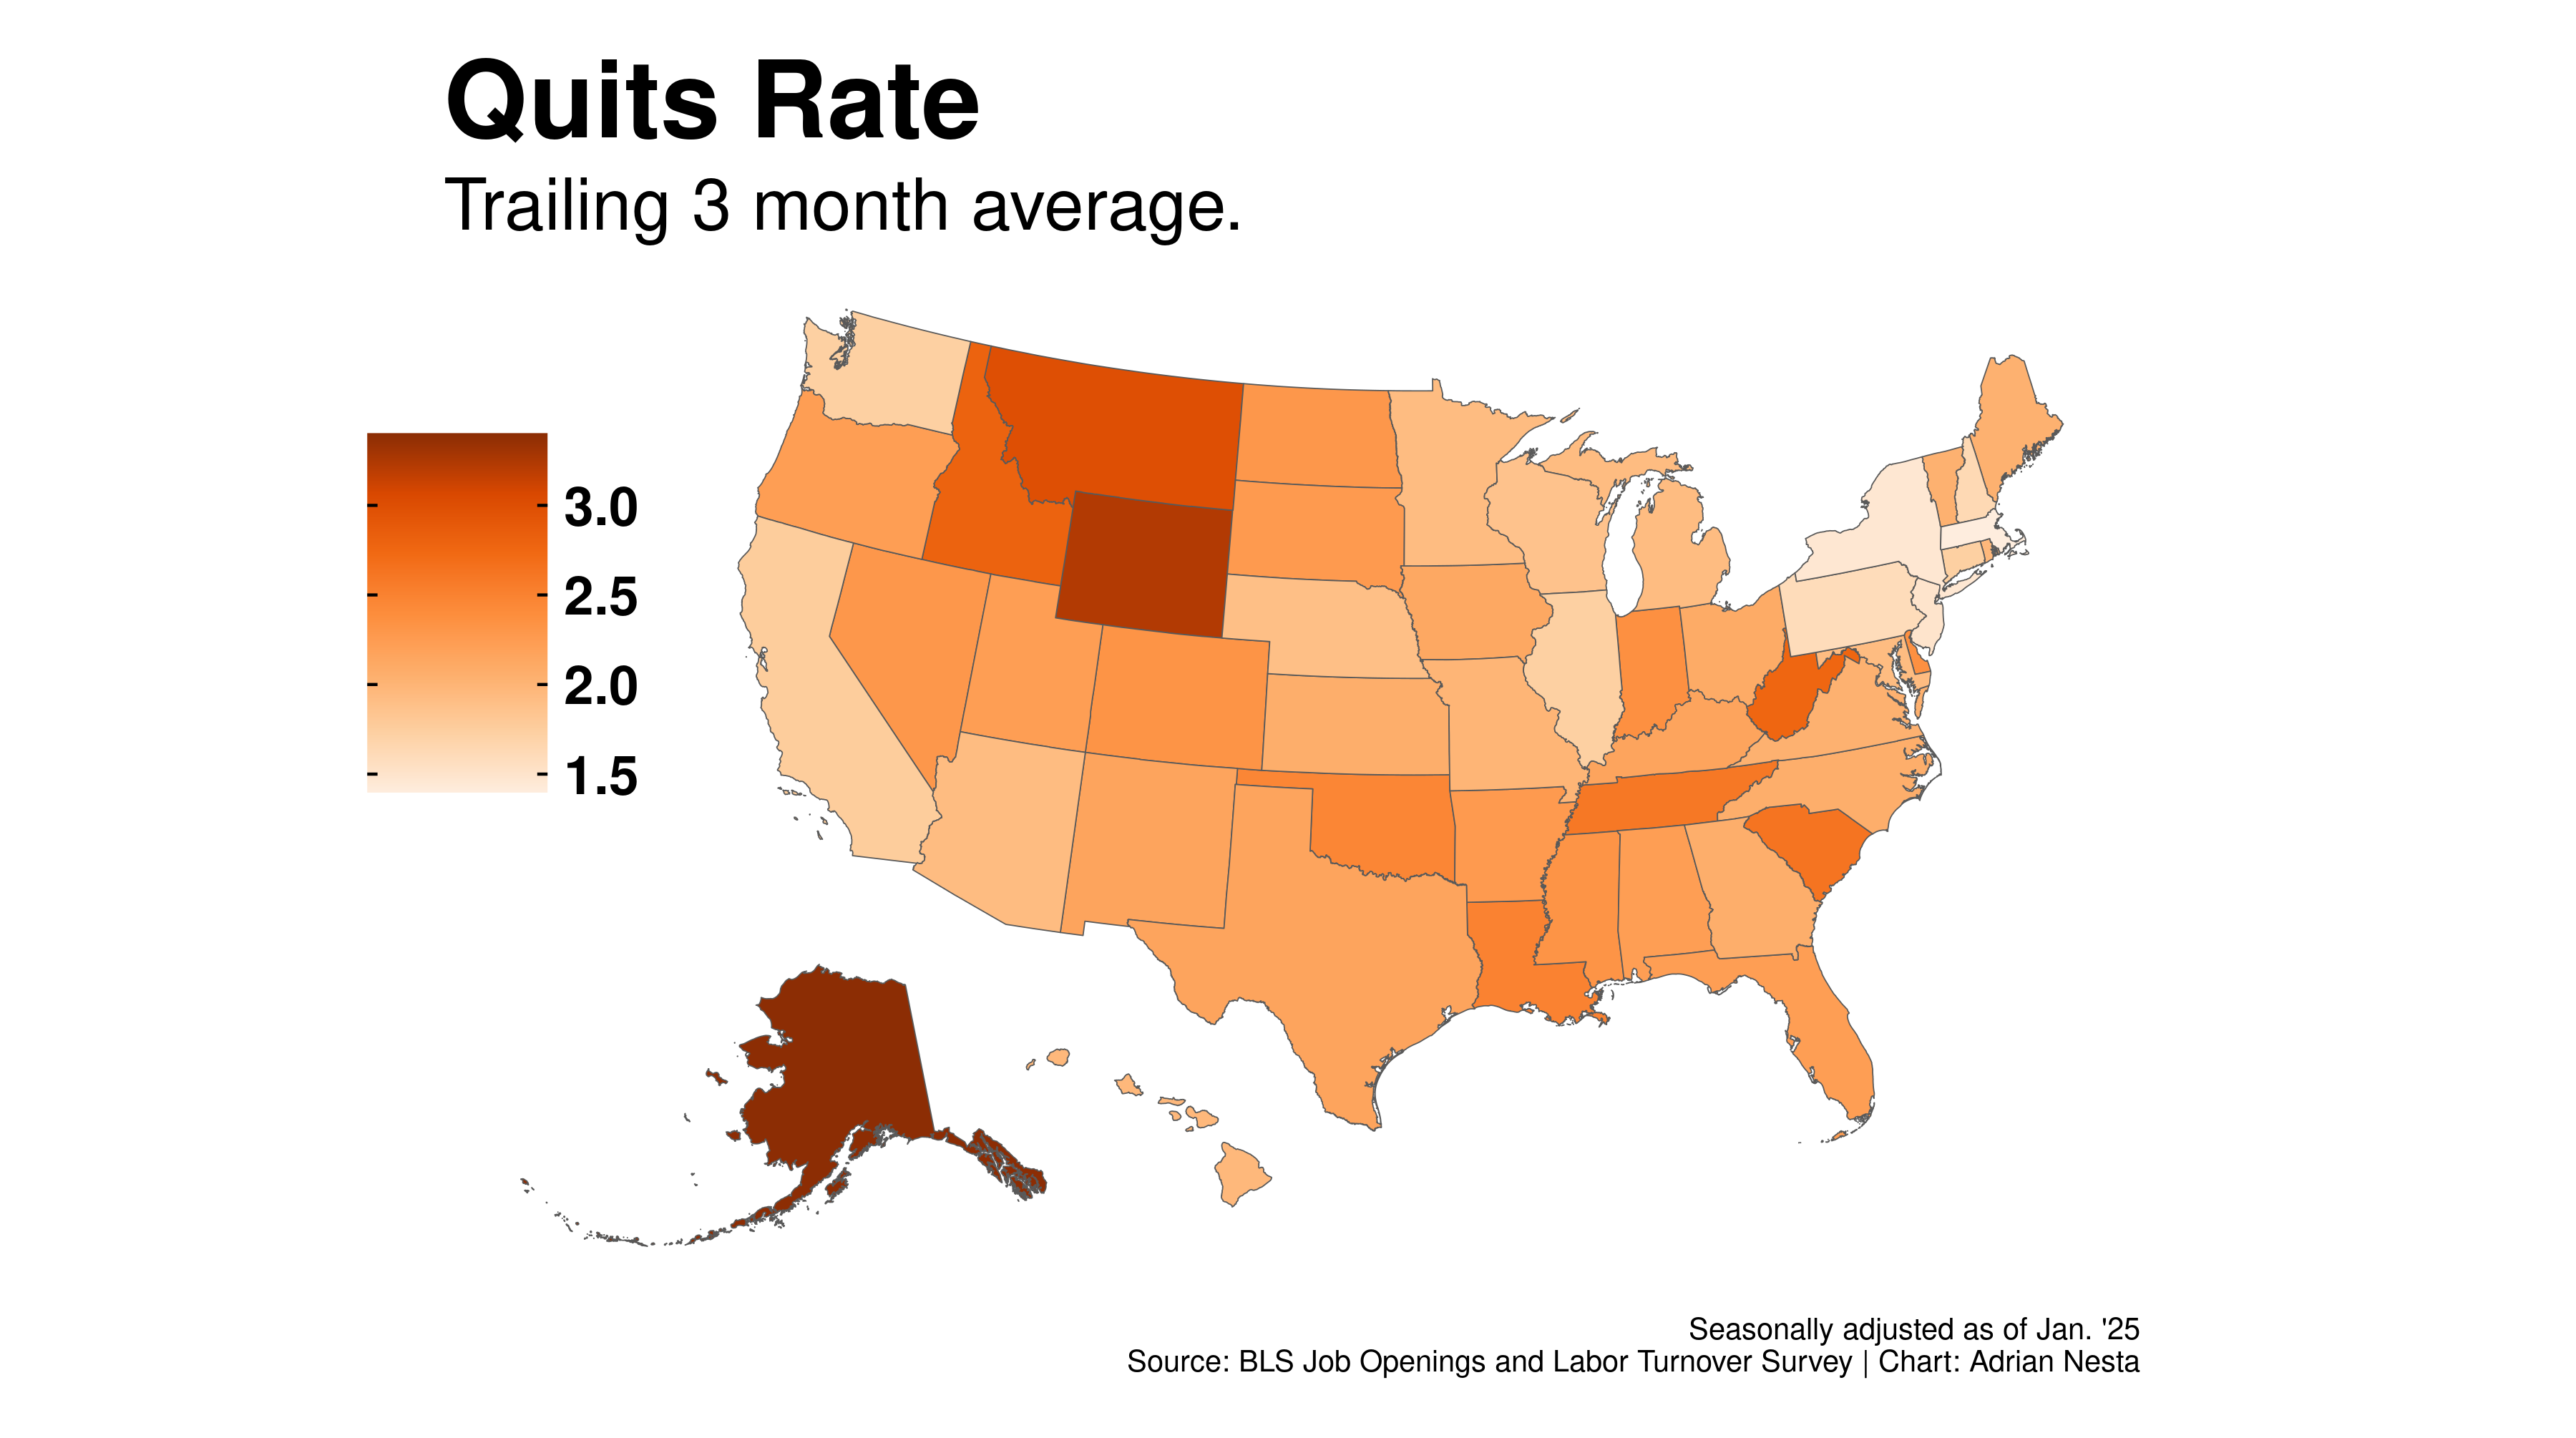 Quits Rate
Trailing 3 month average.
3.0
2.5
2.0
1.5
Seasonally adjusted as of Jan. '25
Source: BLS Job Openings and Labor Turnover Survey | Chart: Adrian Nesta